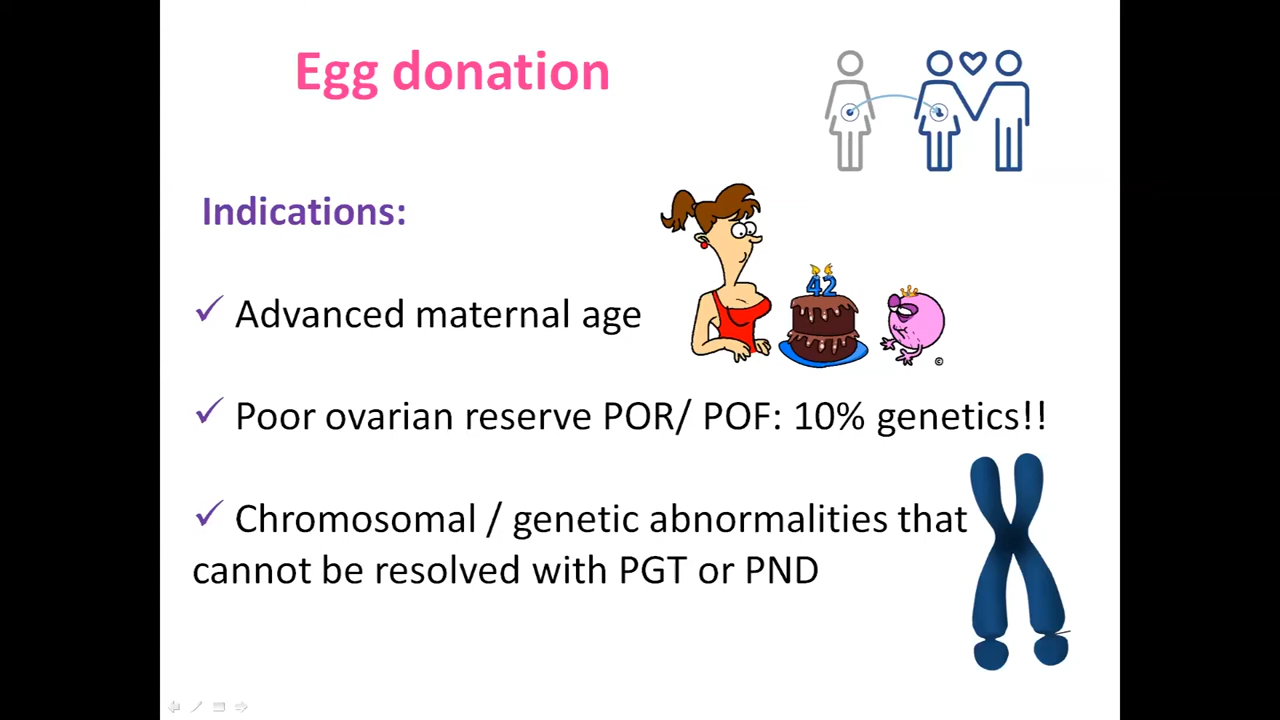 Egg donation
Indications:
✓ Advanced maternal age
42
©
✓ Poor ovarian reserve POR/ POF: 10% genetics!!
✓ Chromosomal / genetic abnormalities that
cannot be resolved with PGT or PND